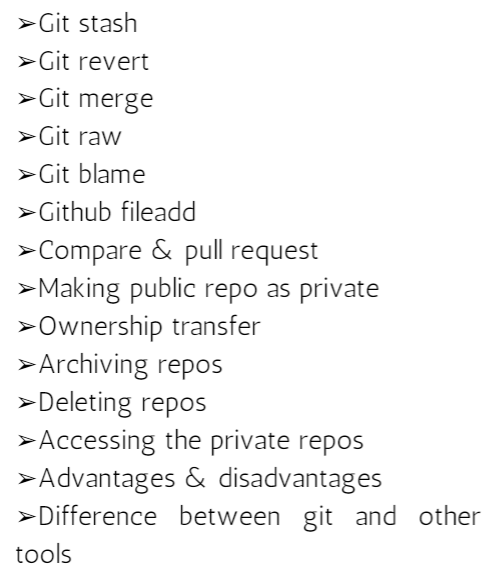 ➢Git stash
➢Git revert
➢Git merge
➢Git raw
➢Git blame
➢Github fileadd
➢Compare & pull request
➢Making public repo as private
➢Ownership transfer
➢Archiving repos
➢Deleting repos
➢Accessing the private repos
➢Advantages & disadvantages
➢Difference between git and other
tools